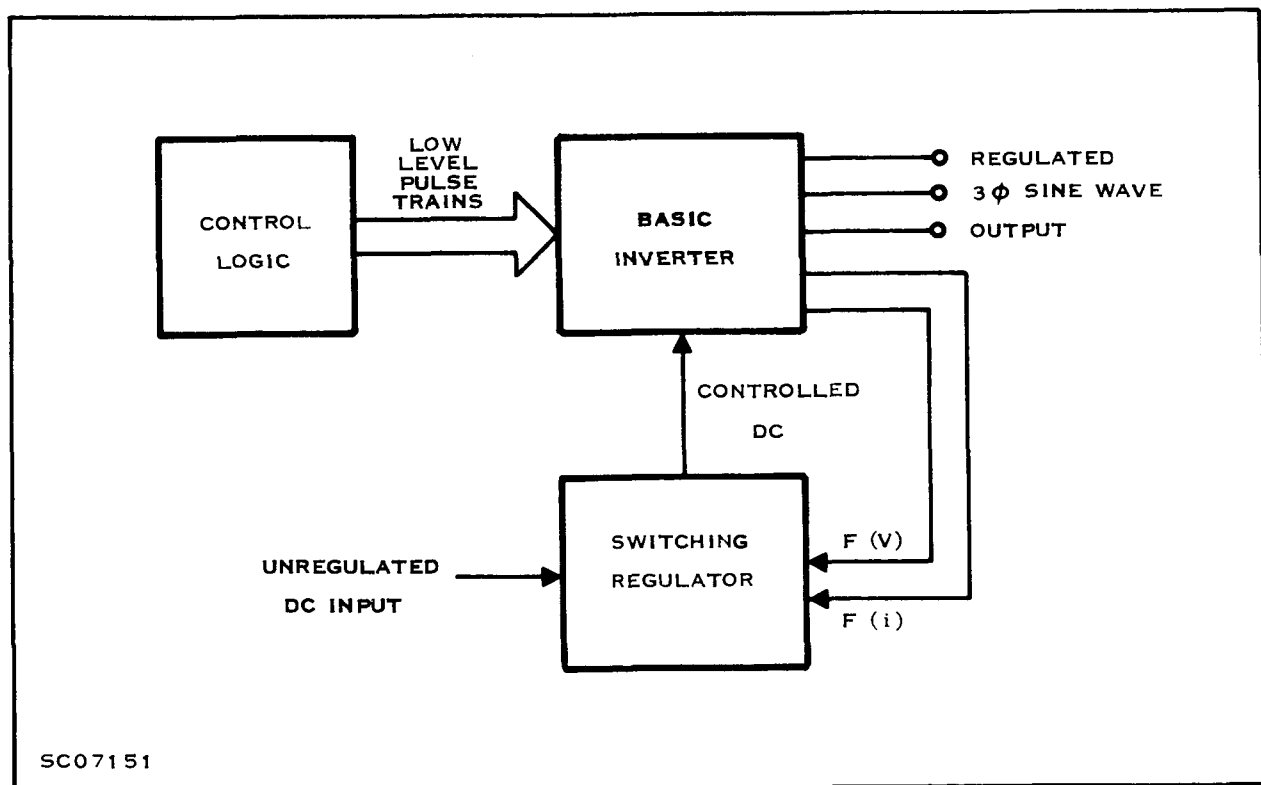 LOW
LEVEL
PULSE
TRAINS
CONTROL
LOGIC
BASIC
INVERTER
REGULATED
3ϕ SINE WAVE
OUTPUT
CONTROLLED
DC
SWITCHING
REGULATOR
F (V)
F (i)
UNREGULATED
DC INPUT
SC07151